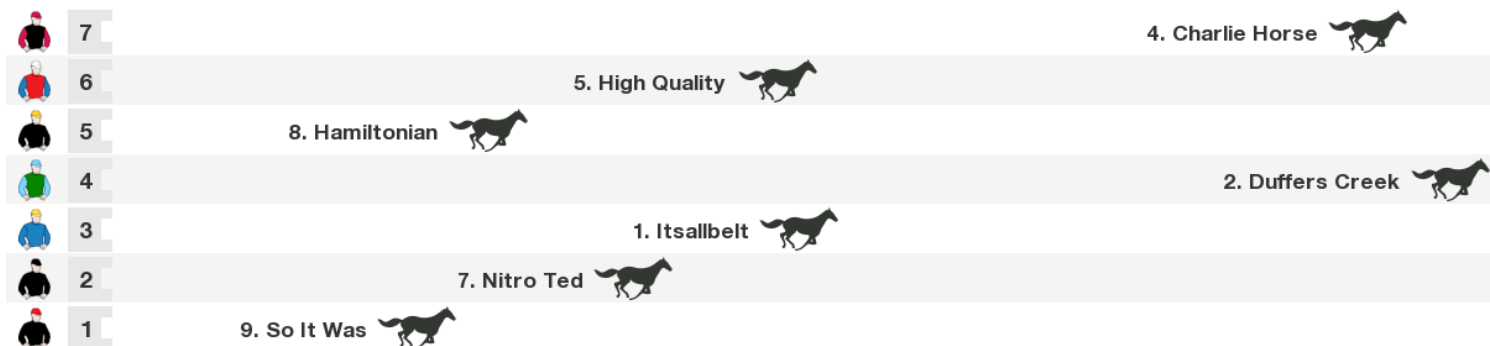 7 4. Charlie Horse
6 5. High Quality
5 8. Hamiltonian
4 2. Duffers Creek
3 1. Itsallbelt
2 7. Nitro Ted
1 9. So It Was